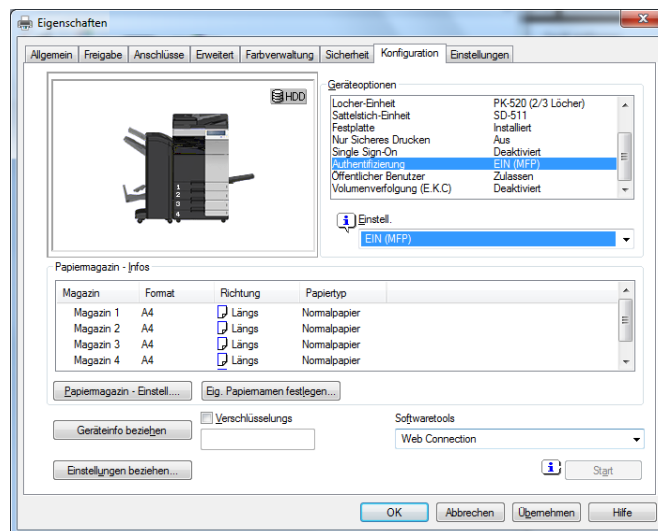 Eigenschaften
Allgemein Freigabe Anschlüsse Erweitert Farbverwaltung Sicherheit Konfiguration Einstellungen
HDD
1
2
3
4
Geräteoptionen
Locher-Einheit PK-520 (2/3 Löcher)
Sattelstich-Einheit SD-511
Festplatte Installiert
Nur Sicheres Drucken Aus
Single Sign-On Deaktiviert
Authentifizierung EIN (MFP)
Öffentlicher Benutzer Zulassen
Volumenverfolgung (E.K.C) Deaktiviert
Einstell.
EIN (MFP)
Papiermagazin - Infos
Magazin Format Richtung Papiertyp
Magazin 1 A4 Längs Normalpapier
Magazin 2 A4 Längs Normalpapier
Magazin 3 A4 Längs Normalpapier
Magazin 4 A4 Längs Normalpapier
Papiermagazin - Einstell.... Eig. Papiernamen festlegen...
Geräteinfo beziehen
Verschlüsselungs
Softwaretools
Web Connection
Einstellungen beziehen...
Start
OK Abbrechen Übernehmen Hilfe